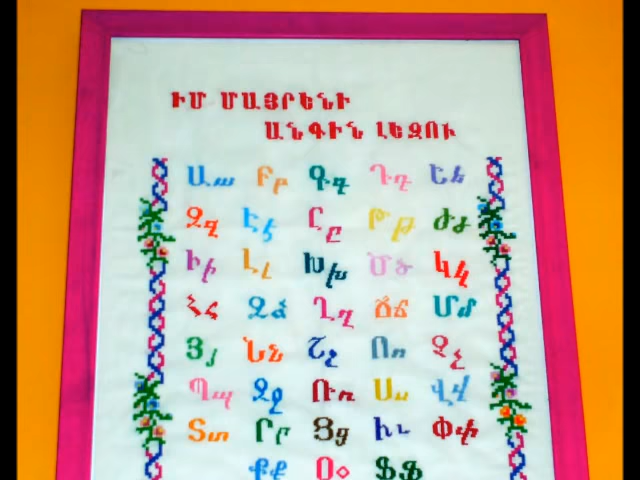 ԻՄ ՄԱՅՐԵՆԻ
ԱՆԳԻՆ ԼԵԶՈՒ
Աա Բբ Գգ Դդ Եե
Զզ Էէ Ըը Թթ Ժժ
Իի Լլ Խխ Ծծ Կկ
Հհ Ձձ Ղղ Ճճ Մմ
Յյ Նն Շշ Ոո Չչ
Պպ Ջջ Ռռ Սս Վվ
Տտ Րր Ցց Իւ Փփ
Քք Օօ Ֆֆ